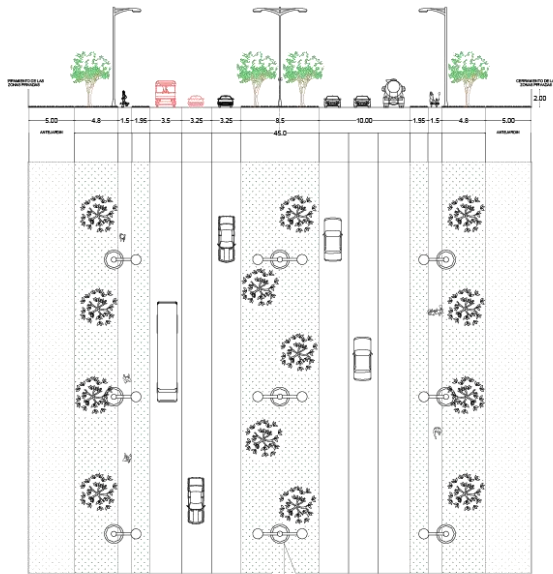 CERRAMIENTO DE LAS
ZONAS PRIVADAS
CERRAMIENTO DE LAS
ZONAS PRIVADAS
2.00
5.00 4.8 1.5 1.95 3.5 3.25 3.25 8.5 10.00 1.95 1.5 4.8 5.00
ANTEJARDIN 45.0 ANTEJARDIN